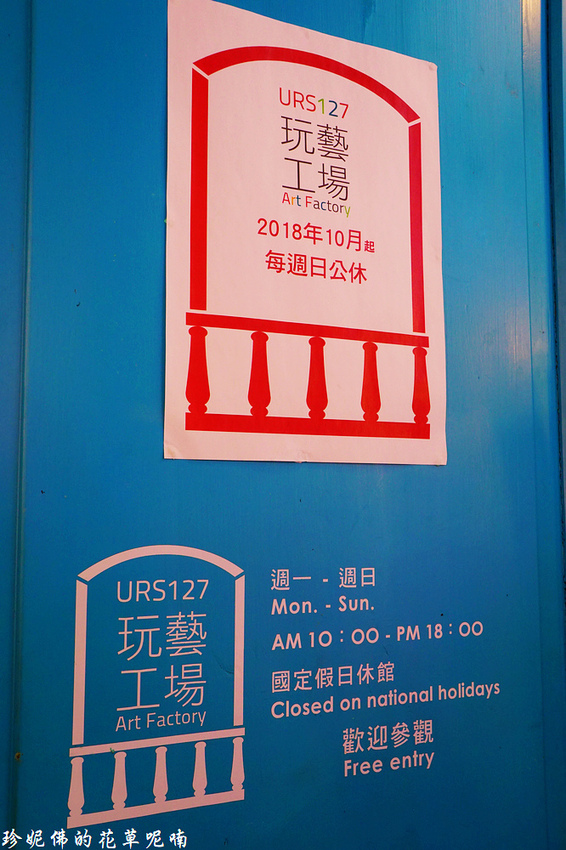 URS127
玩藝
工場
Art Factory
2018年10月起
每週日公休
URS127
玩藝
工場
Art Factory
週一 - 週日
Mon. - Sun.
AM 10：00 - PM 18：00
國定假日休館
Closed on national holidays
歡迎參觀
Free entry
珍妮佛的花草呢喃